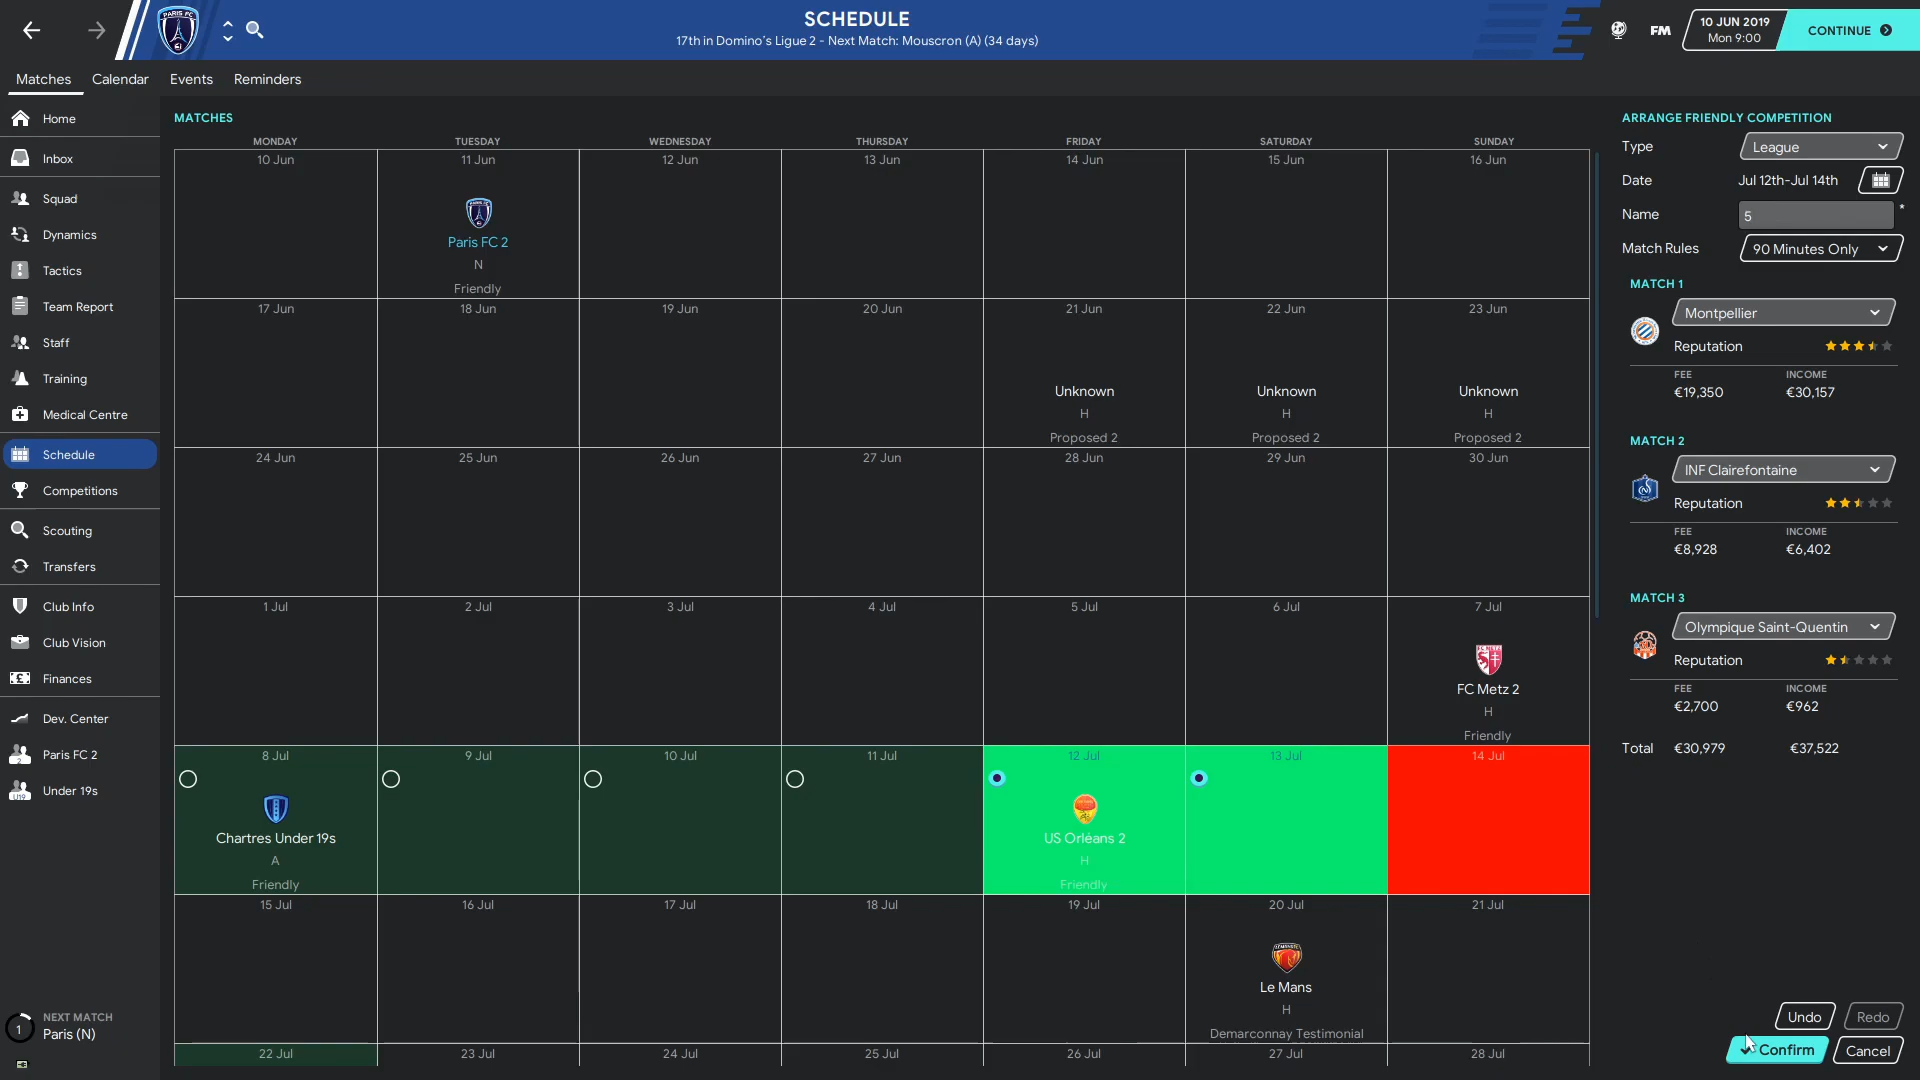 SCHEDULE
17th in Domino's Ligue 2 - Next Match: Mouscron (A) (34 days)
FM
10 JUN 2019
Mon 9:00
CONTINUE
Matches
Calendar
Events
Reminders
Home
Inbox
Squad
Dynamics
Tactics
Team Report
Staff
Training
Medical Centre
Schedule
Competitions
Scouting
Transfers
Club Info
Club Vision
Finances
Dev. Center
Paris FC 2
Under 19s
1
NEXT MATCH
Paris (N)
MATCHES
MONDAY
TUESDAY
WEDNESDAY
THURSDAY
FRIDAY
SATURDAY
SUNDAY
10 Jun
11 Jun
12 Jun
13 Jun
14 Jun
15 Jun
16 Jun
Paris FC 2
N
Friendly
17 Jun
18 Jun
19 Jun
20 Jun
21 Jun
22 Jun
23 Jun
Unknown
H
Proposed 2
Unknown
H
Proposed 2
Unknown
H
Proposed 2
24 Jun
25 Jun
26 Jun
27 Jun
28 Jun
29 Jun
30 Jun
1 Jul
2 Jul
3 Jul
4 Jul
5 Jul
6 Jul
7 Jul
FC Metz 2
H
Friendly
8 Jul
9 Jul
10 Jul
11 Jul
12 Jul
13 Jul
14 Jul
Chartres Under 19s
A
Friendly
US Orléans 2
H
Friendly
15 Jul
16 Jul
17 Jul
18 Jul
19 Jul
20 Jul
21 Jul
Le Mans
H
Demarconnay Testimonial
22 Jul
23 Jul
24 Jul
25 Jul
26 Jul
27 Jul
28 Jul
ARRANGE FRIENDLY COMPETITION
Type
League
Date
Jul 12th-Jul 14th
Name
5
*
Match Rules
90 Minutes Only
MATCH 1
Montpellier
Reputation
FEE
INCOME
€19,350
€30,157
MATCH 2
INF Clairefontaine
Reputation
FEE
INCOME
€8,928
€6,402
MATCH 3
Olympique Saint-Quentin
Reputation
FEE
INCOME
€2,700
€962
Total
€30,979
€37,522
Undo
Redo
Confirm
Cancel